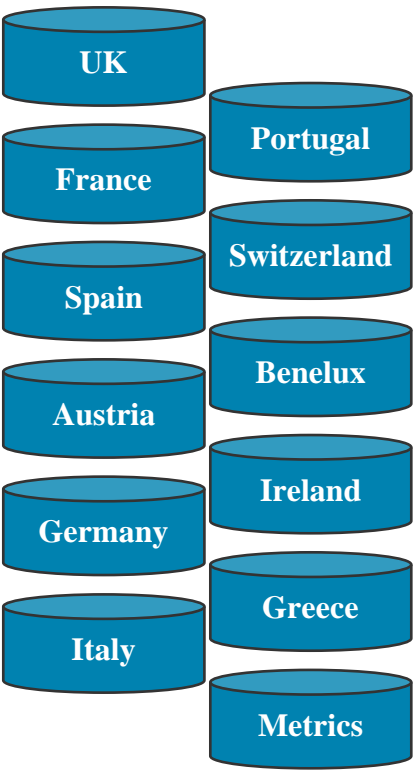 UK
France
Spain
Austria
Germany
Italy
Portugal
Switzerland
Benelux
Ireland
Greece
Metrics